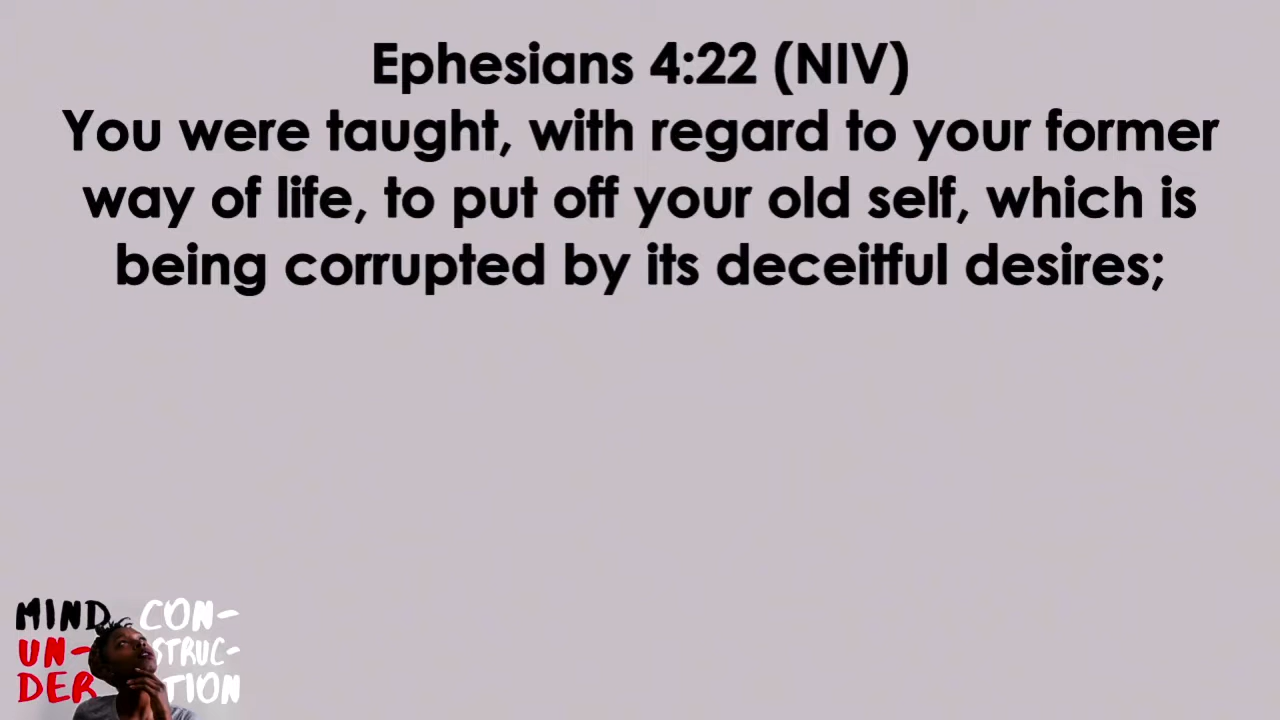 Ephesians 4:22 (NIV)
You were taught, with regard to your former
way of life, to put off your old self, which is
being corrupted by its deceitful desires;
MIND CON-
UN- STRUC-
DER TION